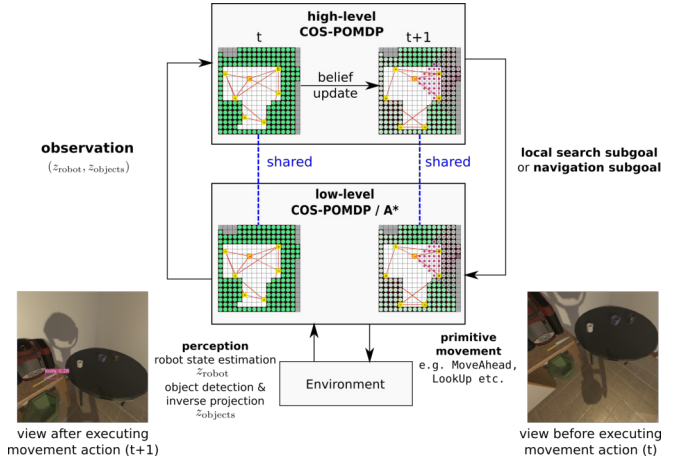 high-level
COS-POMDP
t
t+1
belief
update
observation
(z_robot, z_objects)
shared
shared
local search subgoal
or navigation subgoal
low-level
COS-POMDP / A*
perception
robot state estimation
z_robot
object detection &
inverse projection
z_objects
Environment
primitive
movement
e.g. MoveAhead,
LookUp etc.
view after executing
movement action (t+1)
view before executing
movement action (t)